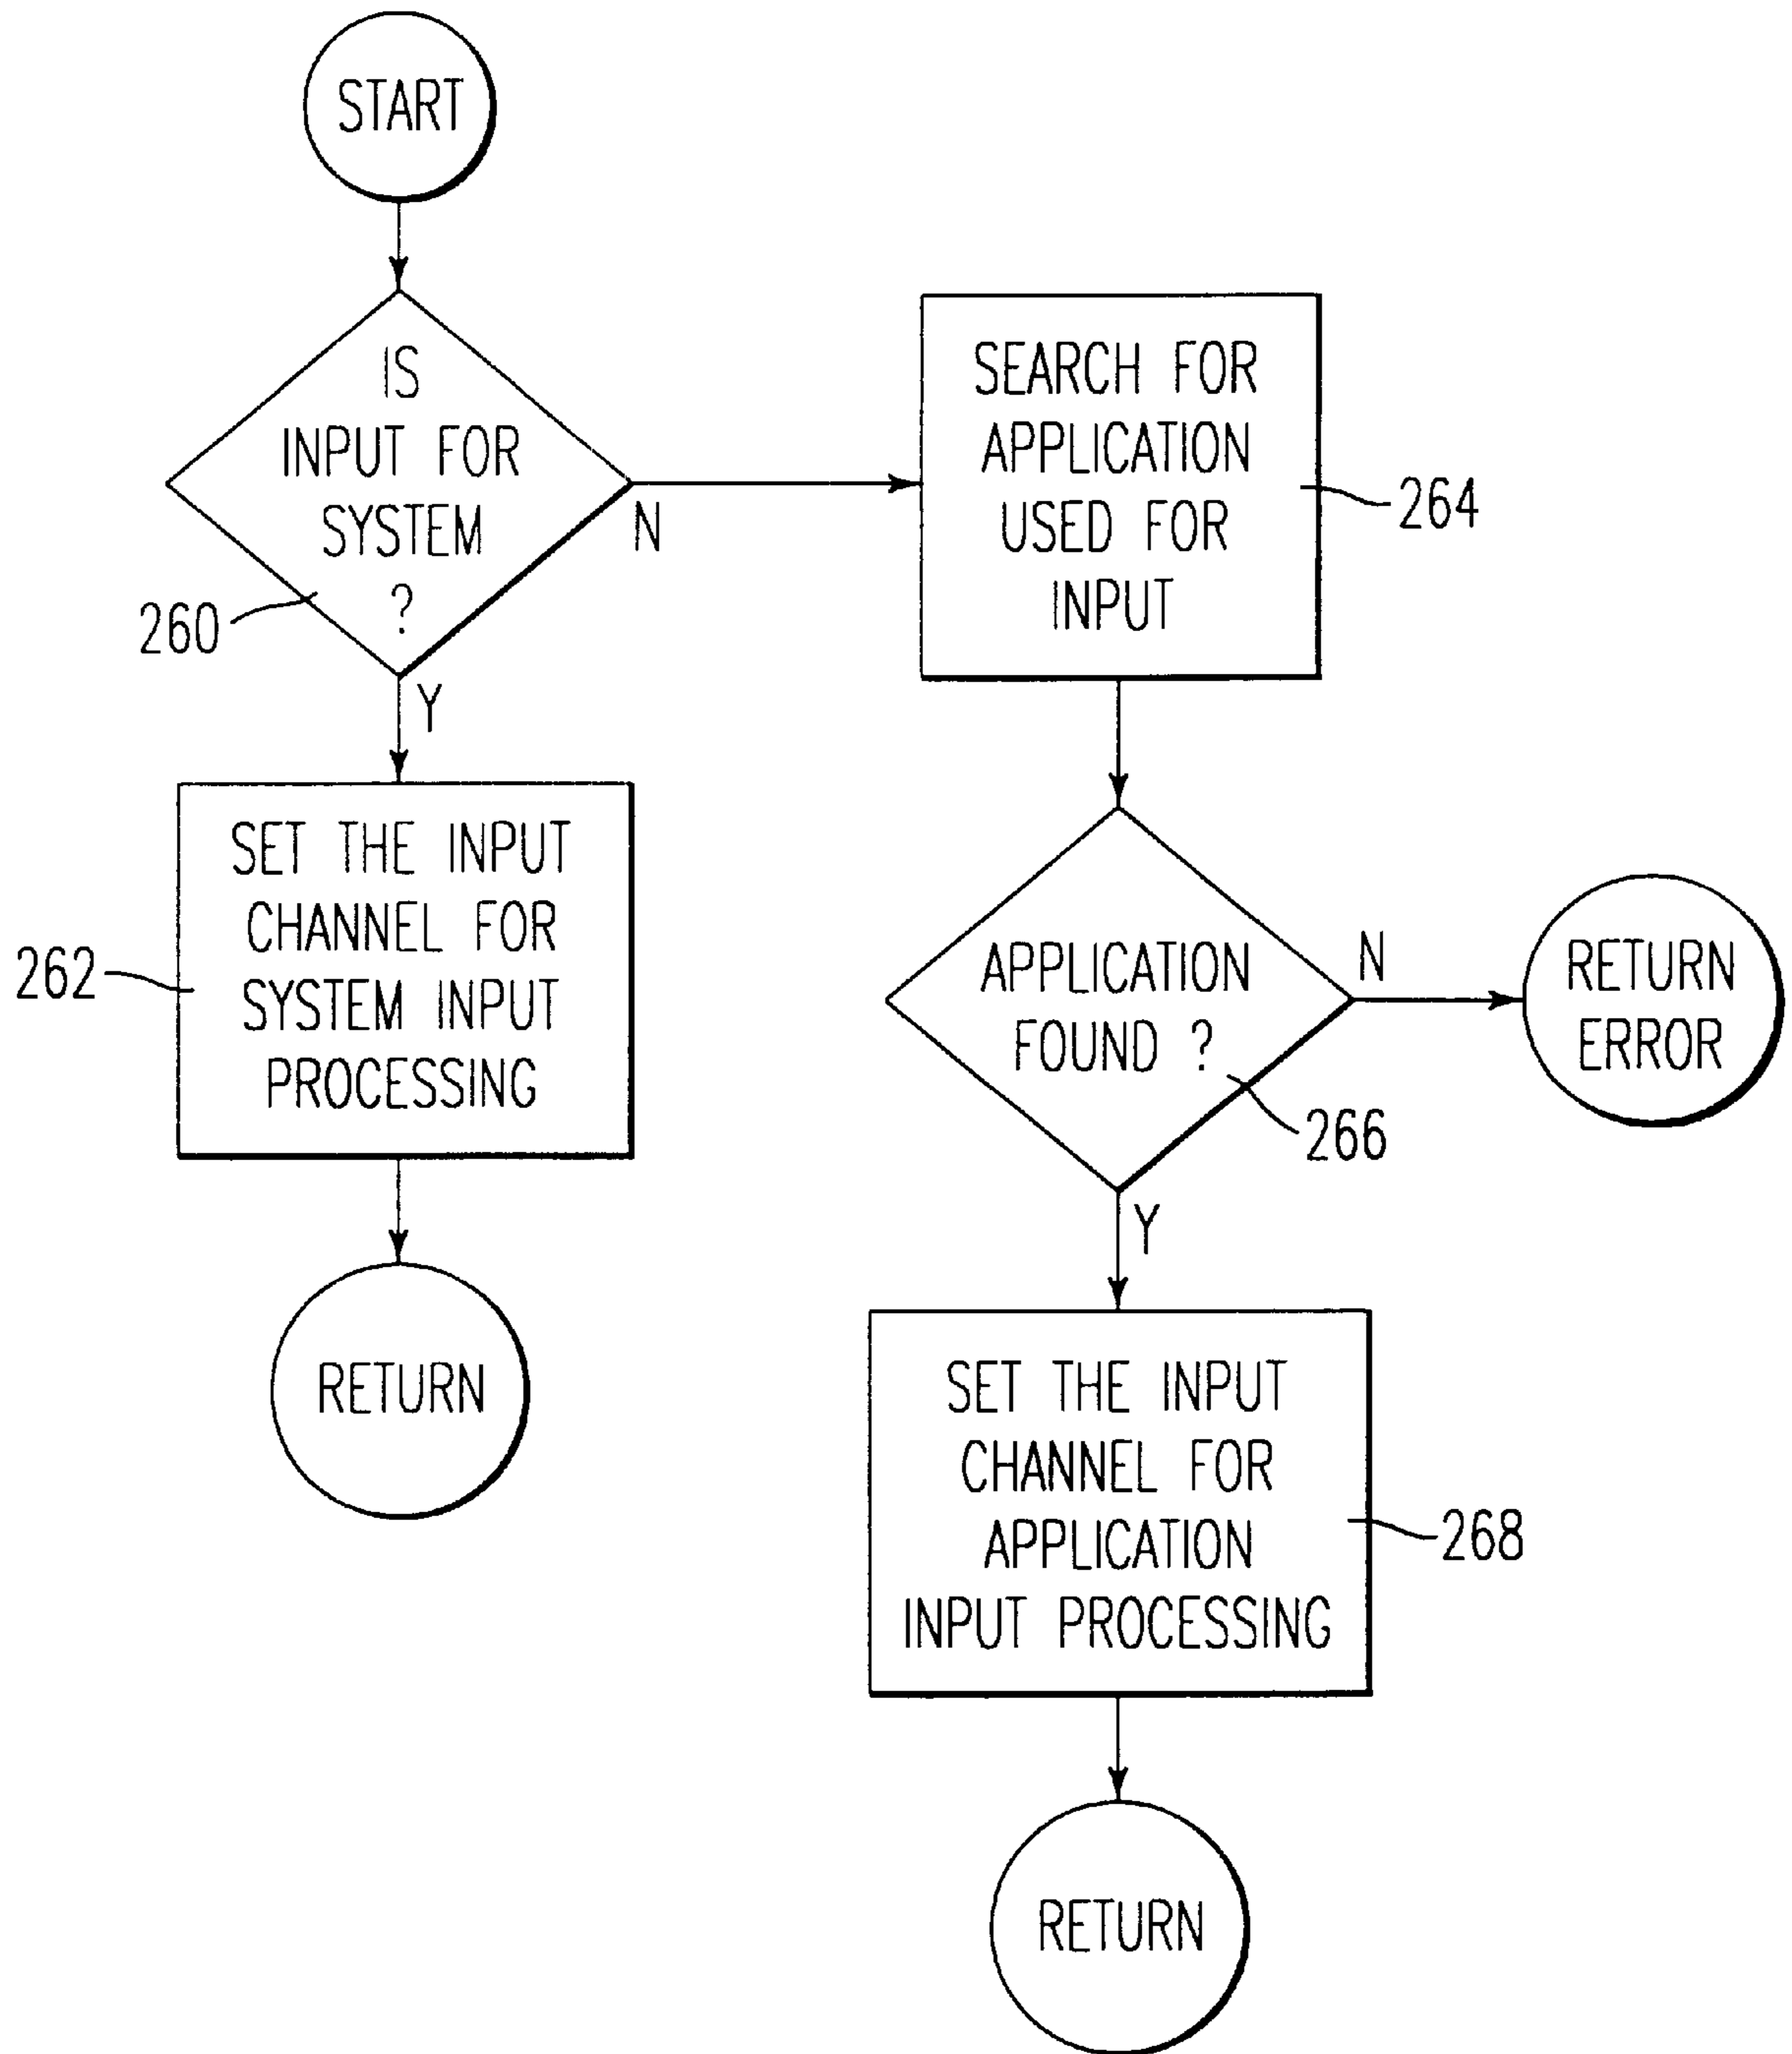 START
IS
INPUT FOR
SYSTEM
?
260
N
Y
SET THE INPUT
CHANNEL FOR
SYSTEM INPUT
PROCESSING
262
RETURN
SEARCH FOR
APPLICATION
USED FOR
INPUT
264
APPLICATION
FOUND ?
266
N
RETURN
ERROR
Y
SET THE INPUT
CHANNEL FOR
APPLICATION
INPUT PROCESSING
268
RETURN